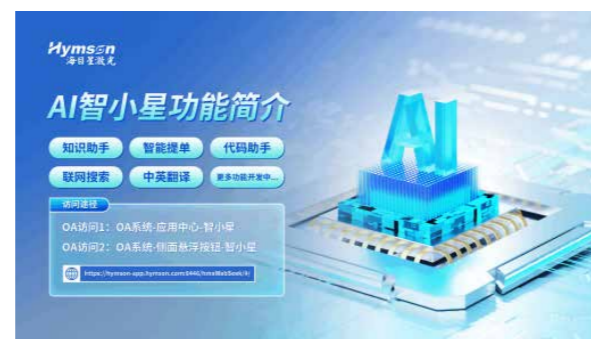 Hymson
海目星激光
AI智小星功能简介
知识助手 智能提单 代码助手
联网搜索 中英翻译 更多功能开发中...
访问途径
OA访问1：OA系统-应用中心-智小星
OA访问2：OA系统-侧面悬浮按钮-智小星
AI